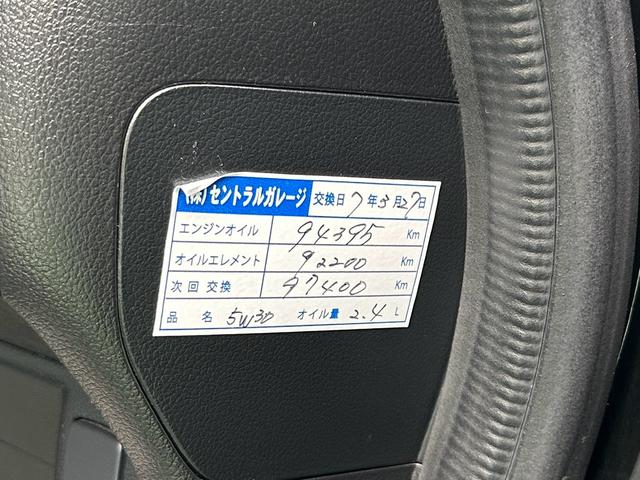 (株)セントラルガレージ 交換日 7年3月27日
エンジンオイル 94395 Km
オイルエレメント 92200 Km
次回 交換 97400 Km
品 名 5W30 オイル量 2.4 L